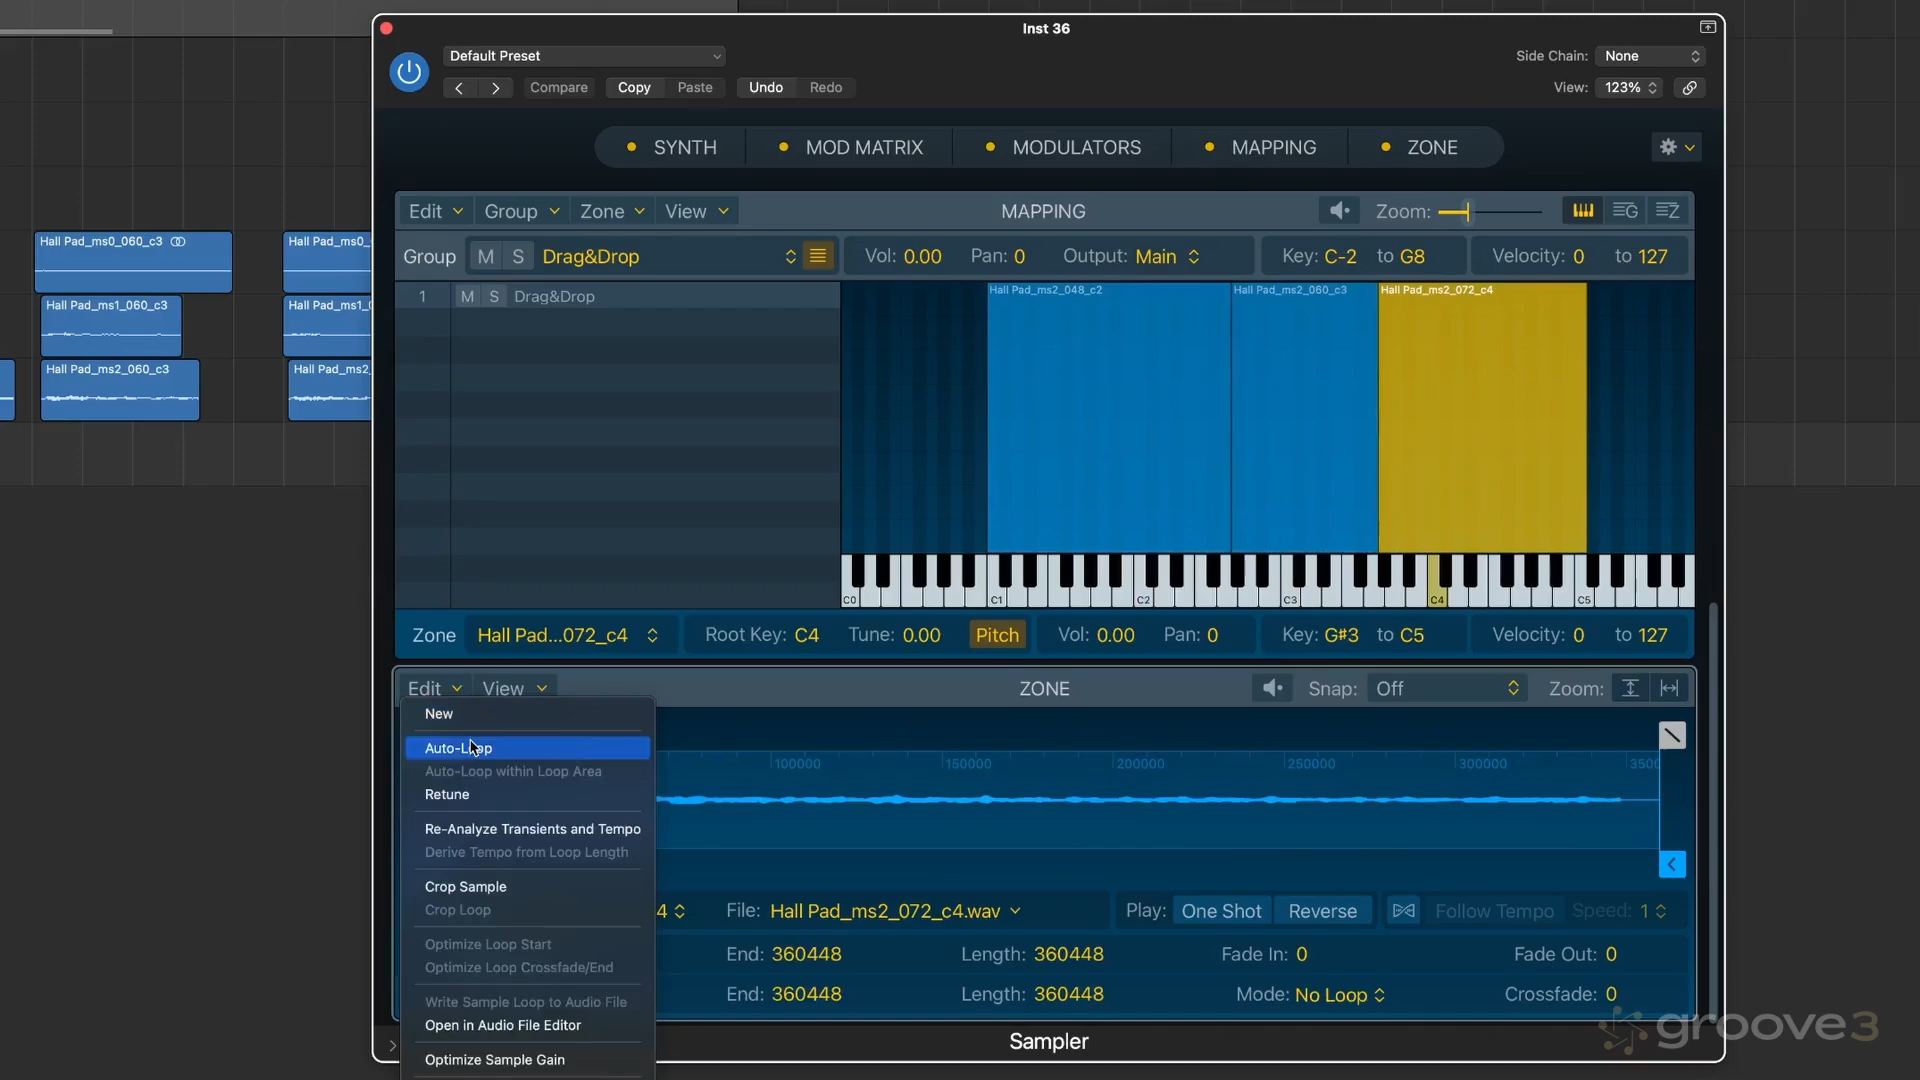 Inst 36
Default Preset
Side Chain: None
Compare Copy Paste Undo Redo
View: 123%
SYNTH MOD MATRIX MODULATORS MAPPING ZONE
Edit Group Zone View MAPPING Zoom:
Group M S Drag&Drop Vol: 0.00 Pan: 0 Output: Main Key: C-2 to G8 Velocity: 0 to 127
1 M S Drag&Drop
Hall Pad_ms2_048_c2 Hall Pad_ms2_060_c3 Hall Pad_ms2_072_c4
Hall Pad_ms0_060_c3 Hall Pad_ms0_
Hall Pad_ms1_060_c3 Hall Pad_ms1_
Hall Pad_ms2_060_c3 Hall Pad_ms2_
C0 C1 C2 C3 C4 C5
Zone Hall Pad...072_c4 Root Key: C4 Tune: 0.00 Pitch Vol: 0.00 Pan: 0 Key: G#3 to C5 Velocity: 0 to 127
Edit View ZONE Snap: Off Zoom:
New
Auto-Loop
Auto-Loop within Loop Area
Retune
Re-Analyze Transients and Tempo
Derive Tempo from Loop Length
Crop Sample
Crop Loop
Optimize Loop Start
Optimize Loop Crossfade/End
Write Sample Loop to Audio File
Open in Audio File Editor
Optimize Sample Gain
100000 150000 200000 250000 300000 3500
4 File: Hall Pad_ms2_072_c4.wav Play: One Shot Reverse Follow Tempo Speed: 1
End: 360448 Length: 360448 Fade In: 0 Fade Out: 0
End: 360448 Length: 360448 Mode: No Loop Crossfade: 0
Sampler
groove3